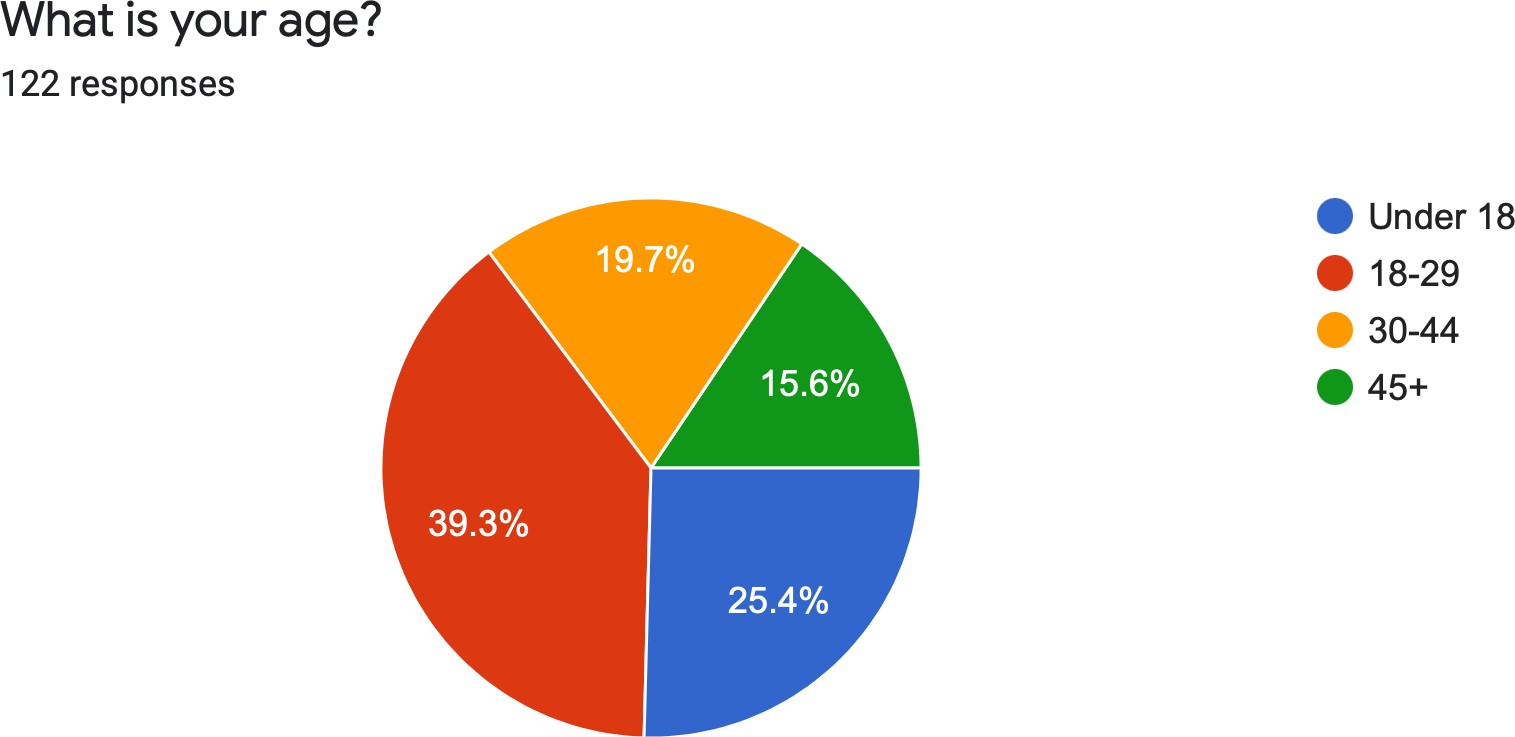 What is your age?
122 responses
19.7%
15.6%
39.3%
25.4%
Under 18
18-29
30-44
45+